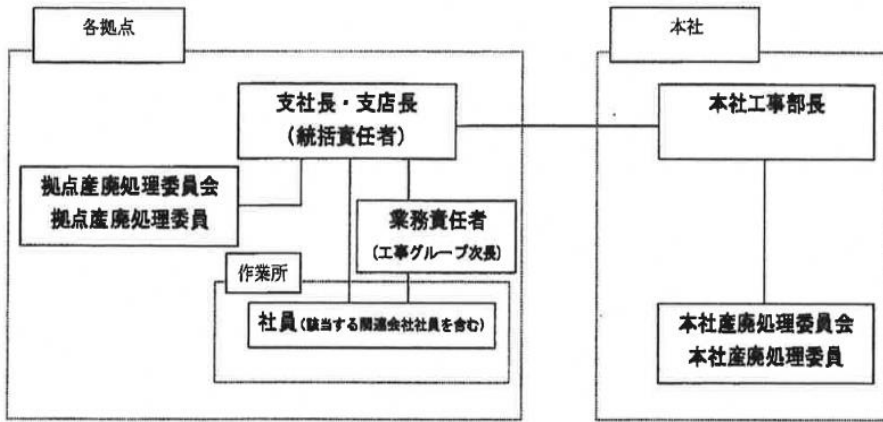 各拠点
本社
支社長・支店長
(統括責任者)
本社工事部長
拠点産廃処理委員会
拠点産廃処理委員
業務責任者
(工事グループ次長)
作業所
社員(該当する関連会社社員を含む)
本社産廃処理委員会
本社産廃処理委員